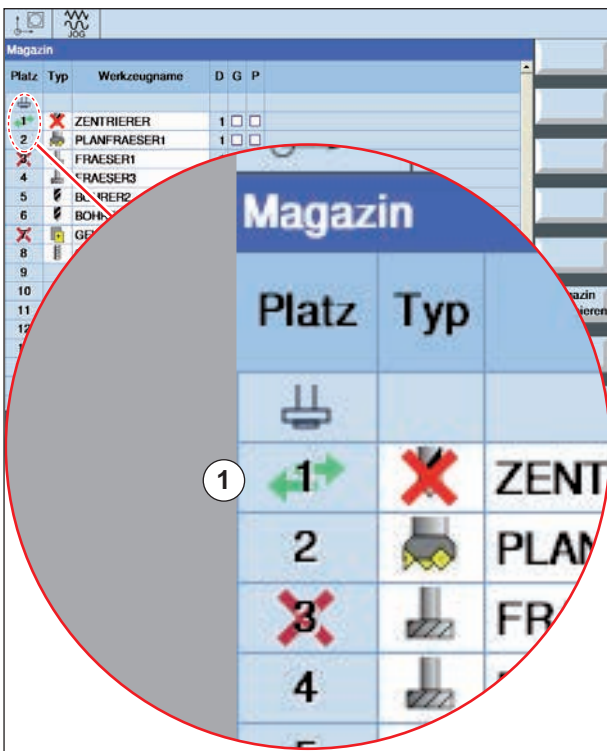 JOG
Magazin
Platz Typ Werkzeugname D G P
1 ZENTRIERER 1
2 PLANFRAESER1 1
3 FRAESER1
4 FRAESER3
5
6
7
8
9
10
11
12
Magazin
Platz Typ
1
1 ZENT
2 PLAN
3 FR
4